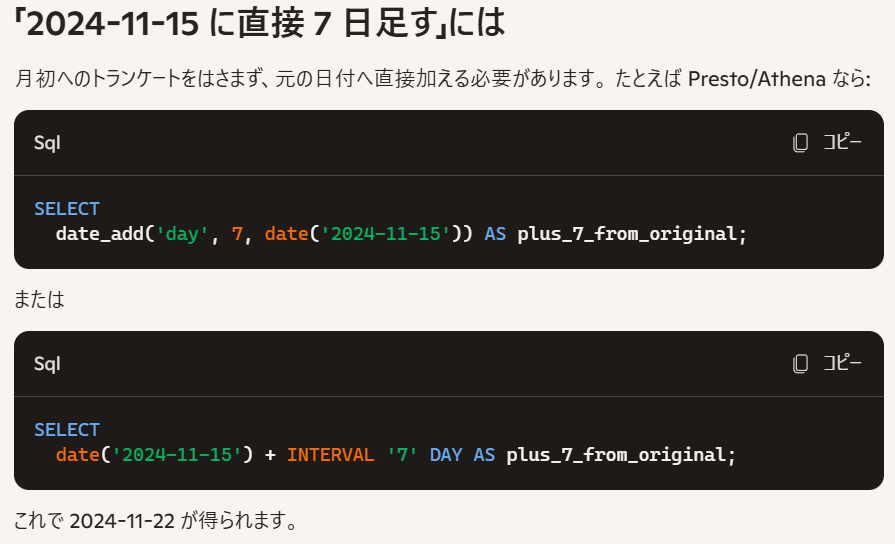 「2024-11-15 に直接 7 日足す」には
月初へのトランケートをはさまず、元の日付へ直接加える必要があります。たとえば Presto/Athena なら:
Sql
コピー
SELECT
date_add('day', 7, date('2024-11-15')) AS plus_7_from_original;
または
Sql
コピー
SELECT
date('2024-11-15') + INTERVAL '7' DAY AS plus_7_from_original;
これで 2024-11-22 が得られます。